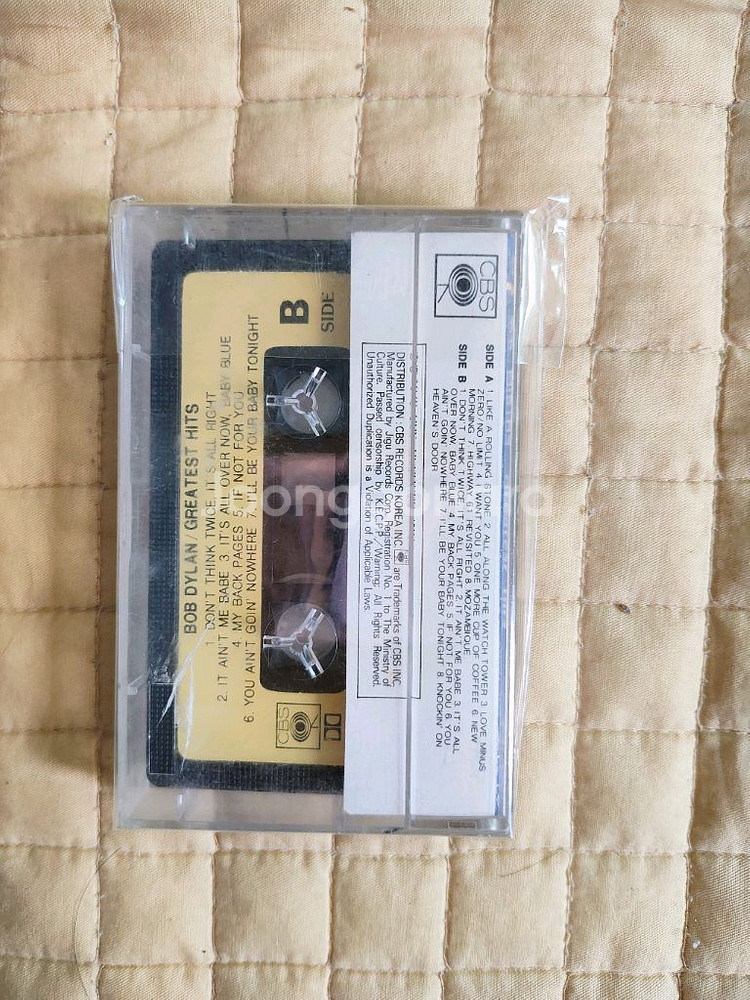 B
SIDE
BOB DYLAN/GREATEST HITS
1. DON'T THINK TWICE, IT'S ALL RIGHT
2. IT AIN'T ME BABE 3. IT'S ALL OVER NOW, BABY BLUE
4. MY BACK PAGES 5. IF NOT FOR YOU
6. YOU AIN'T GOIN' NOWHERE 7. I'LL BE YOUR BABY TONIGHT
CBS
CBS
SIDE A 1. LIKE A ROLLING STONE 2. ALL ALONG THE WATCH TOWER 3. LOVE MINUS
ZERO/NO LIMIT 4. I WANT YOU 5. ONE MORE CUP OF COFFEE 6. NEW
MORNING 7. HIGHWAY 61 REVISITED 8. MOZAMBIQUE
SIDE B 1. DON'T THINK TWICE IT'S ALL RIGHT 2. IT AIN'T ME BABE 3. IT'S ALL
OVER NOW, BABY BLUE 4. MY BACK PAGES 5. IF NOT FOR YOU 6. YOU
AIN'T GOIN' NOWHERE 7. I'LL BE YOUR BABY TONIGHT 8. KNOCKIN' ON
HEAVEN'S DOOR
DISTRIBUTION : CBS RECORDS KOREA INC.
are Trademarks of CBS INC.
Manufactured by Jigu Records Corp. Registration No. 1 to The Ministry of
Culture. Passed censorship by K.E.C.P.P./Warning: All Rights Reserved.
Unauthorized Duplication is a Violation of Applicable Laws.